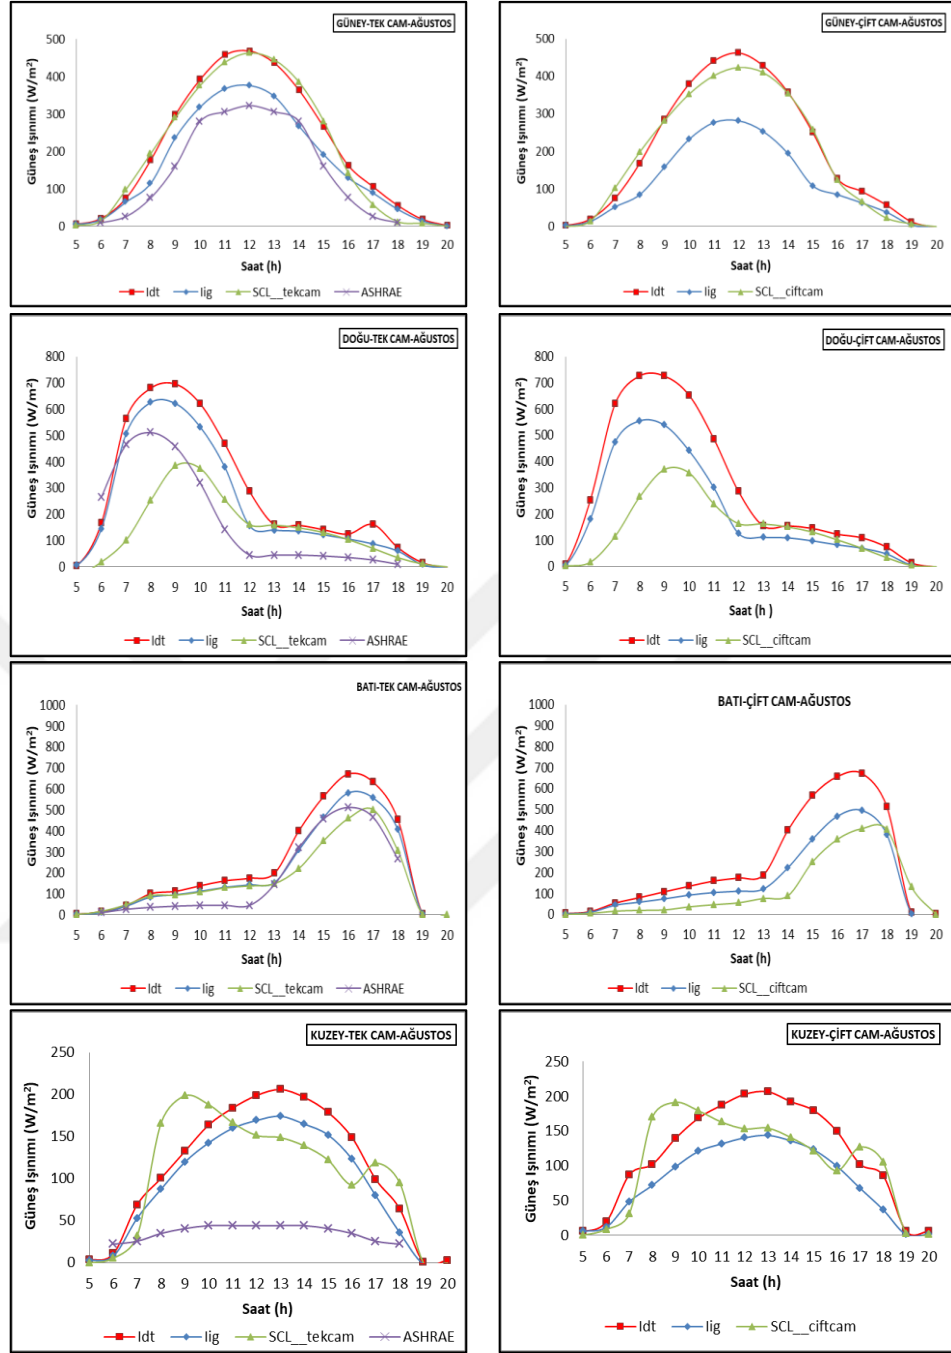 GÜNEY-TEK CAM-AĞUSTOS
Güneş Işınımı (W/m²)
500
400
300
200
100
0
5 6 7 8 9 10 11 12 13 14 15 16 17 18 19 20
Saat (h)
Idt Iig SCL__tekcam ASHRAE
GÜNEY-ÇİFT CAM-AĞUSTOS
Güneş Işınımı (W/m²)
500
400
300
200
100
0
5 6 7 8 9 10 11 12 13 14 15 16 17 18 19 20
Saat (h)
Idt Iig SCL__ciftcam
DOĞU-TEK CAM-AĞUSTOS
Güneş Işınımı (W/m²)
800
700
600
500
400
300
200
100
0
5 6 7 8 9 10 11 12 13 14 15 16 17 18 19 20
Saat (h)
Idt Iig SCL__tekcam ASHRAE
DOĞU-ÇİFT CAM-AĞUSTOS
Güneş Işınımı (W/m²)
800
700
600
500
400
300
200
100
0
5 6 7 8 9 10 11 12 13 14 15 16 17 18 19 20
Saat (h )
Idt Iig SCL__ciftcam
BATI-TEK CAM-AĞUSTOS
Güneş Işınımı (W/m²)
1000
900
800
700
600
500
400
300
200
100
0
5 6 7 8 9 10 11 12 13 14 15 16 17 18 19 20
Saat (h)
Idt Iig SCL__tekcam ASHRAE
BATI-ÇİFT CAM-AĞUSTOS
Güneş Işınımı (W/m²)
1000
900
800
700
600
500
400
300
200
100
0
5 6 7 8 9 10 11 12 13 14 15 16 17 18 19 20
Saat (h)
Idt Iig SCL__ciftcam
KUZEY-TEK CAM-AĞUSTOS
Güneş Işınımı (W/m²)
250
200
150
100
50
0
5 6 7 8 9 10 11 12 13 14 15 16 17 18 19 20
Saat (h)
Idt Iig SCL__tekcam ASHRAE
KUZEY-ÇİFT CAM-AĞUSTOS
Güneş Işınımı (W/m²)
250
200
150
100
50
0
5 6 7 8 9 10 11 12 13 14 15 16 17 18 19 20
Saat (h)
Idt Iig SCL__ciftcam